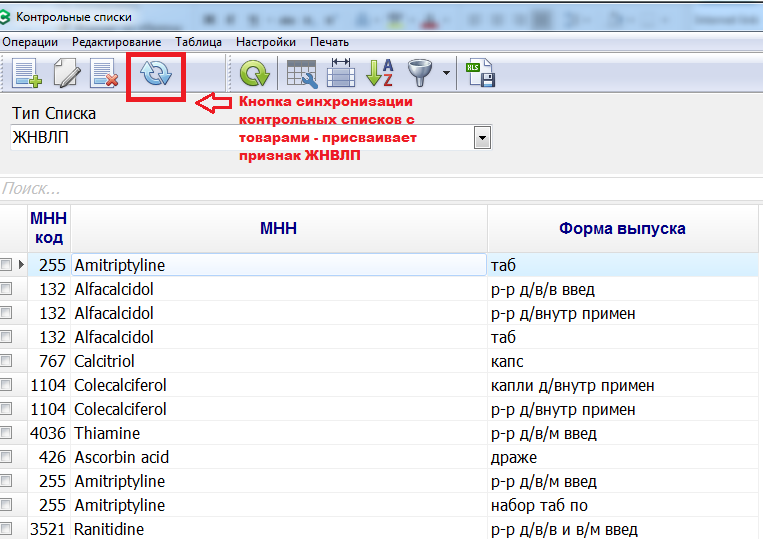 Контрольные списки
Операции Редактирование Таблица Настройки Печать
A
Z
XLS
Кнопка синхронизации
контрольных списков с
товарами - присваивает
признак ЖНВЛП
Тип Списка
ЖНВЛП
Поиск...
МНН код МНН Форма выпуска
255 Amitriptyline таб
132 Alfacalcidol р-р д/в/в введ
132 Alfacalcidol р-р д/внутр примен
132 Alfacalcidol таб
767 Calcitriol капс
1104 Colecalciferol капли д/внутр примен
1104 Colecalciferol р-р д/внутр примен
4036 Thiamine р-р д/в/м введ
426 Ascorbin acid драже
255 Amitriptyline р-р д/в/м введ
255 Amitriptyline набор таб по
3521 Ranitidine р-р д/в/в и в/м введ